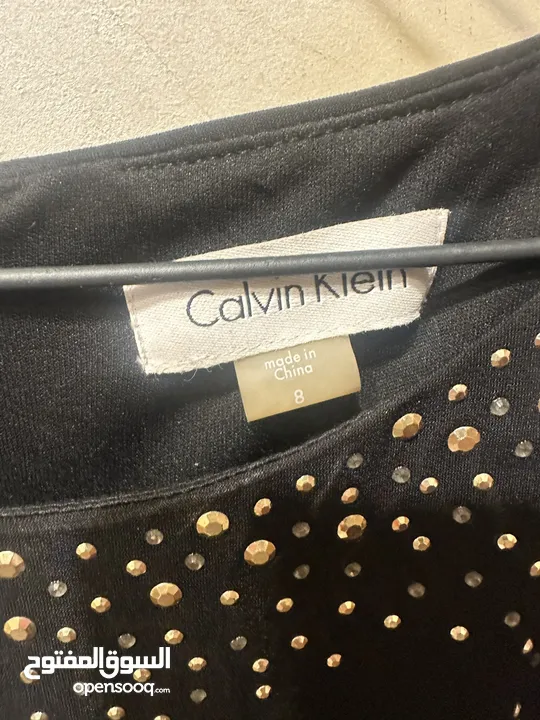 Calvin Klein
made in
China
8
السوق المفتوح
opensooq.com